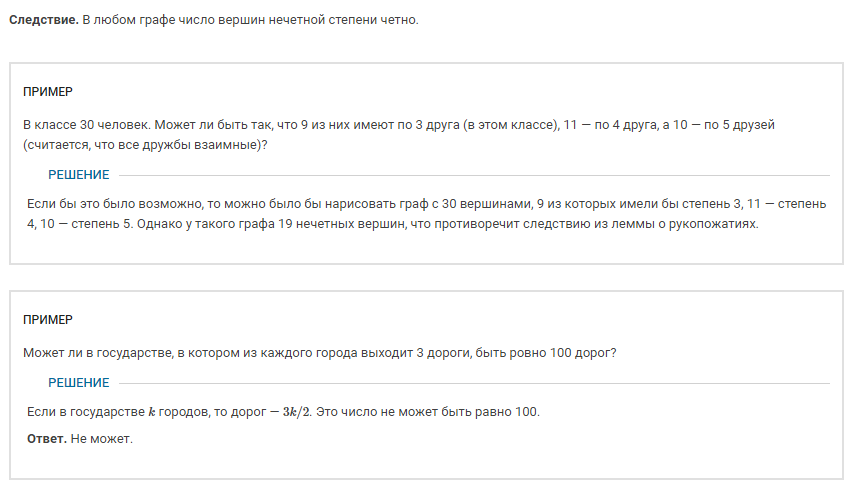 Следствие. В любом графе число вершин нечетной степени четно.
ПРИМЕР
В классе 30 человек. Может ли быть так, что 9 из них имеют по 3 друга (в этом классе), 11 — по 4 друга, а 10 — по 5 друзей
(считается, что все дружбы взаимные)?
РЕШЕНИЕ
Если бы это было возможно, то можно было бы нарисовать граф с 30 вершинами, 9 из которых имели бы степень 3, 11 — степень
4, 10 — степень 5. Однако у такого графа 19 нечетных вершин, что противоречит следствию из леммы о рукопожатиях.
ПРИМЕР
Может ли в государстве, в котором из каждого города выходит 3 дороги, быть ровно 100 дорог?
РЕШЕНИЕ
Если в государстве k городов, то дорог — 3k/2. Это число не может быть равно 100.
Ответ. Не может.